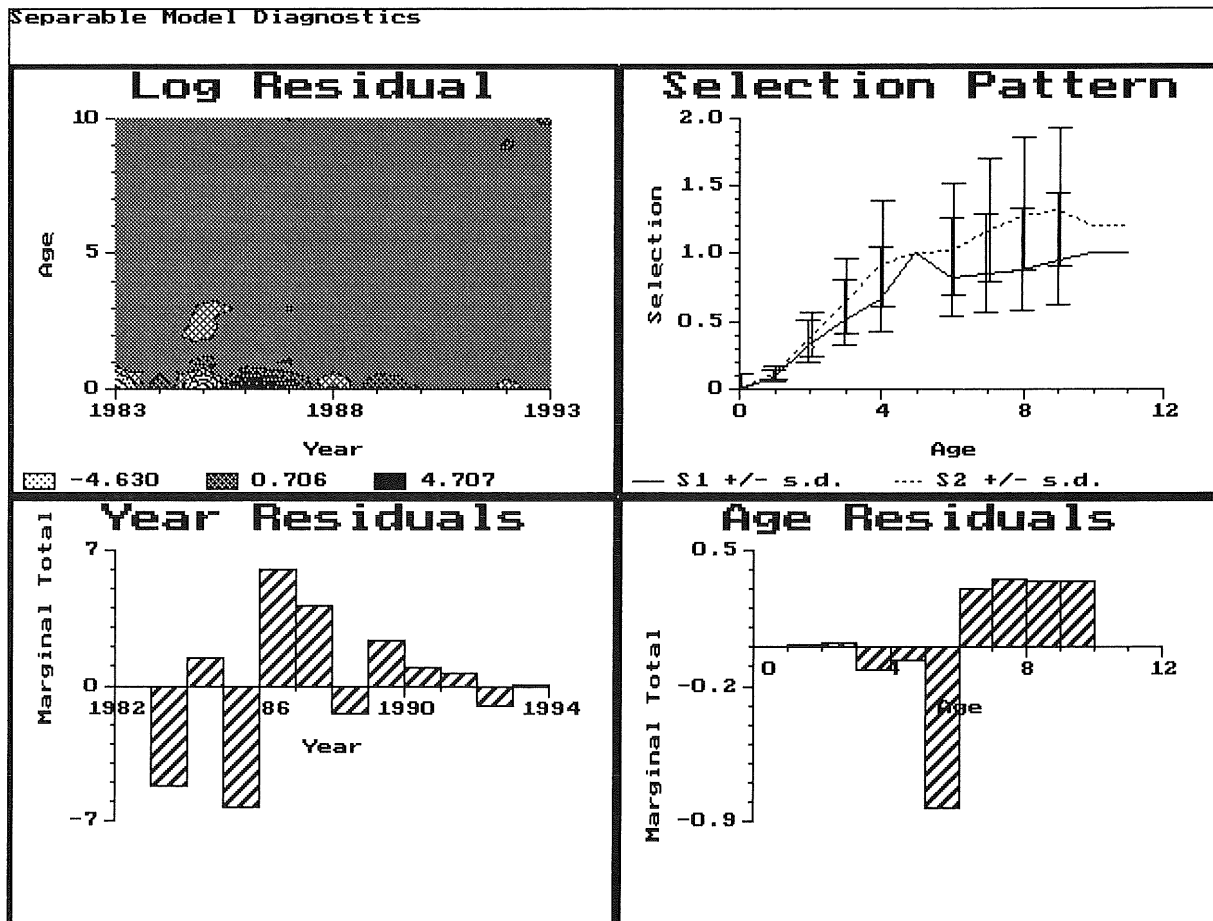 Separable Model Diagnostics
Log Residual
10
5
0
Age
1983 1988 1993
Year
-4.630 0.706 4.707
Selection Pattern
2.0
1.5
1.0
0.5
0
Selection
0 4 8 12
Age
S1 +/- s.d. S2 +/- s.d.
Year Residuals
Marginal Total
7
0
-7
1982 86 1990 1994
Year
Age Residuals
Marginal Total
0.5
-0.2
-0.9
0 4 8 12
Age